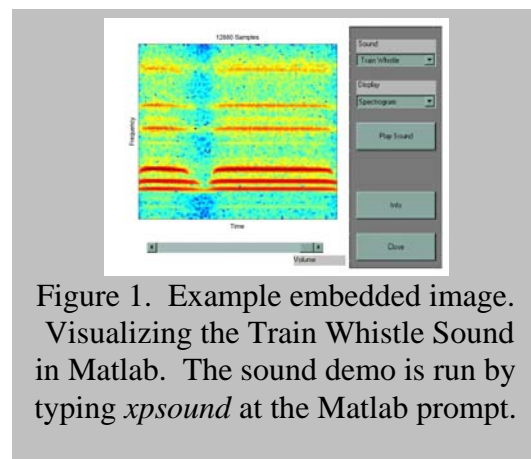 12880 Samples
Frequency
Time
Volume
Sound
Train Whistle
Display
Spectrogram
Play Sound
Info
Close
Figure 1. Example embedded image.
Visualizing the Train Whistle Sound
in Matlab. The sound demo is run by
typing xpsound at the Matlab prompt.